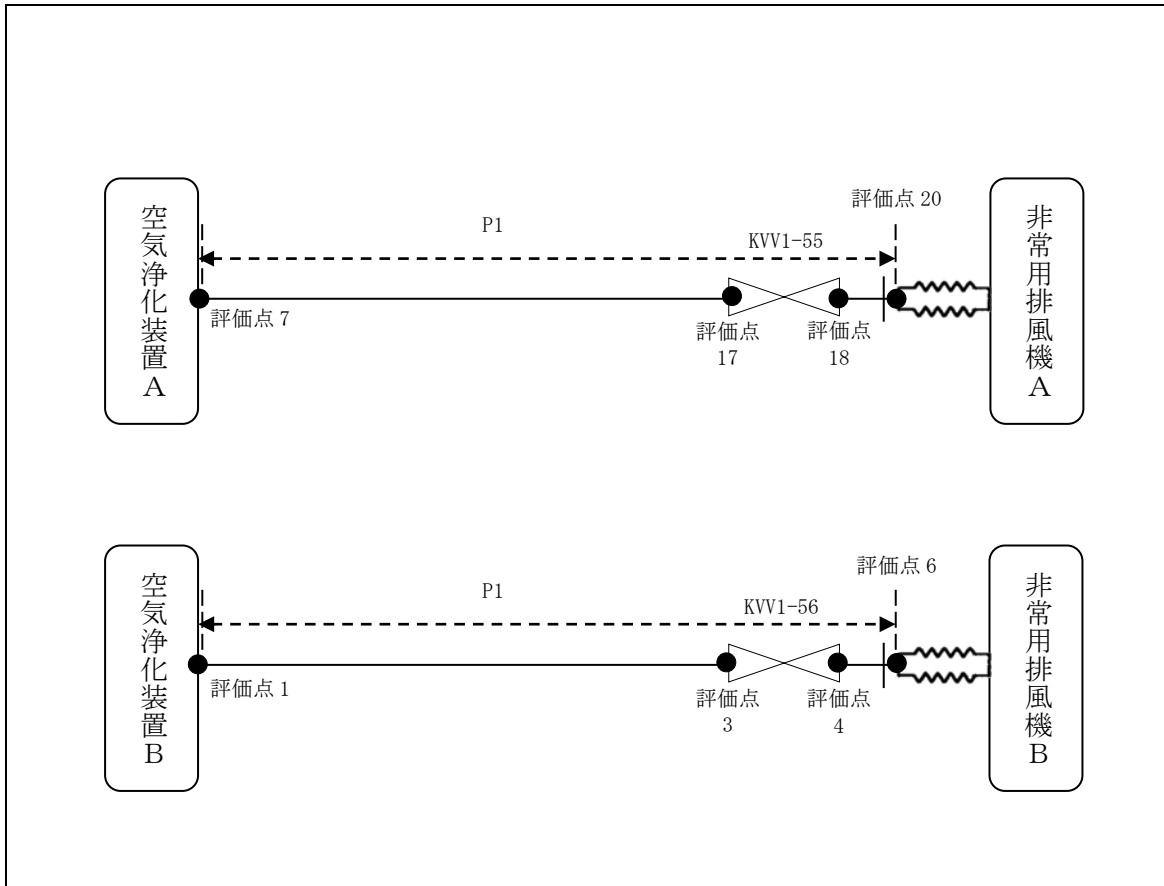 空気浄化装置A
評価点 20
P1
KVV1-55
評価点 7
評価点
17
評価点
18
非常用排風機A
空気浄化装置B
評価点 6
P1
KVV1-56
評価点 1
評価点
3
評価点
4
非常用排風機B